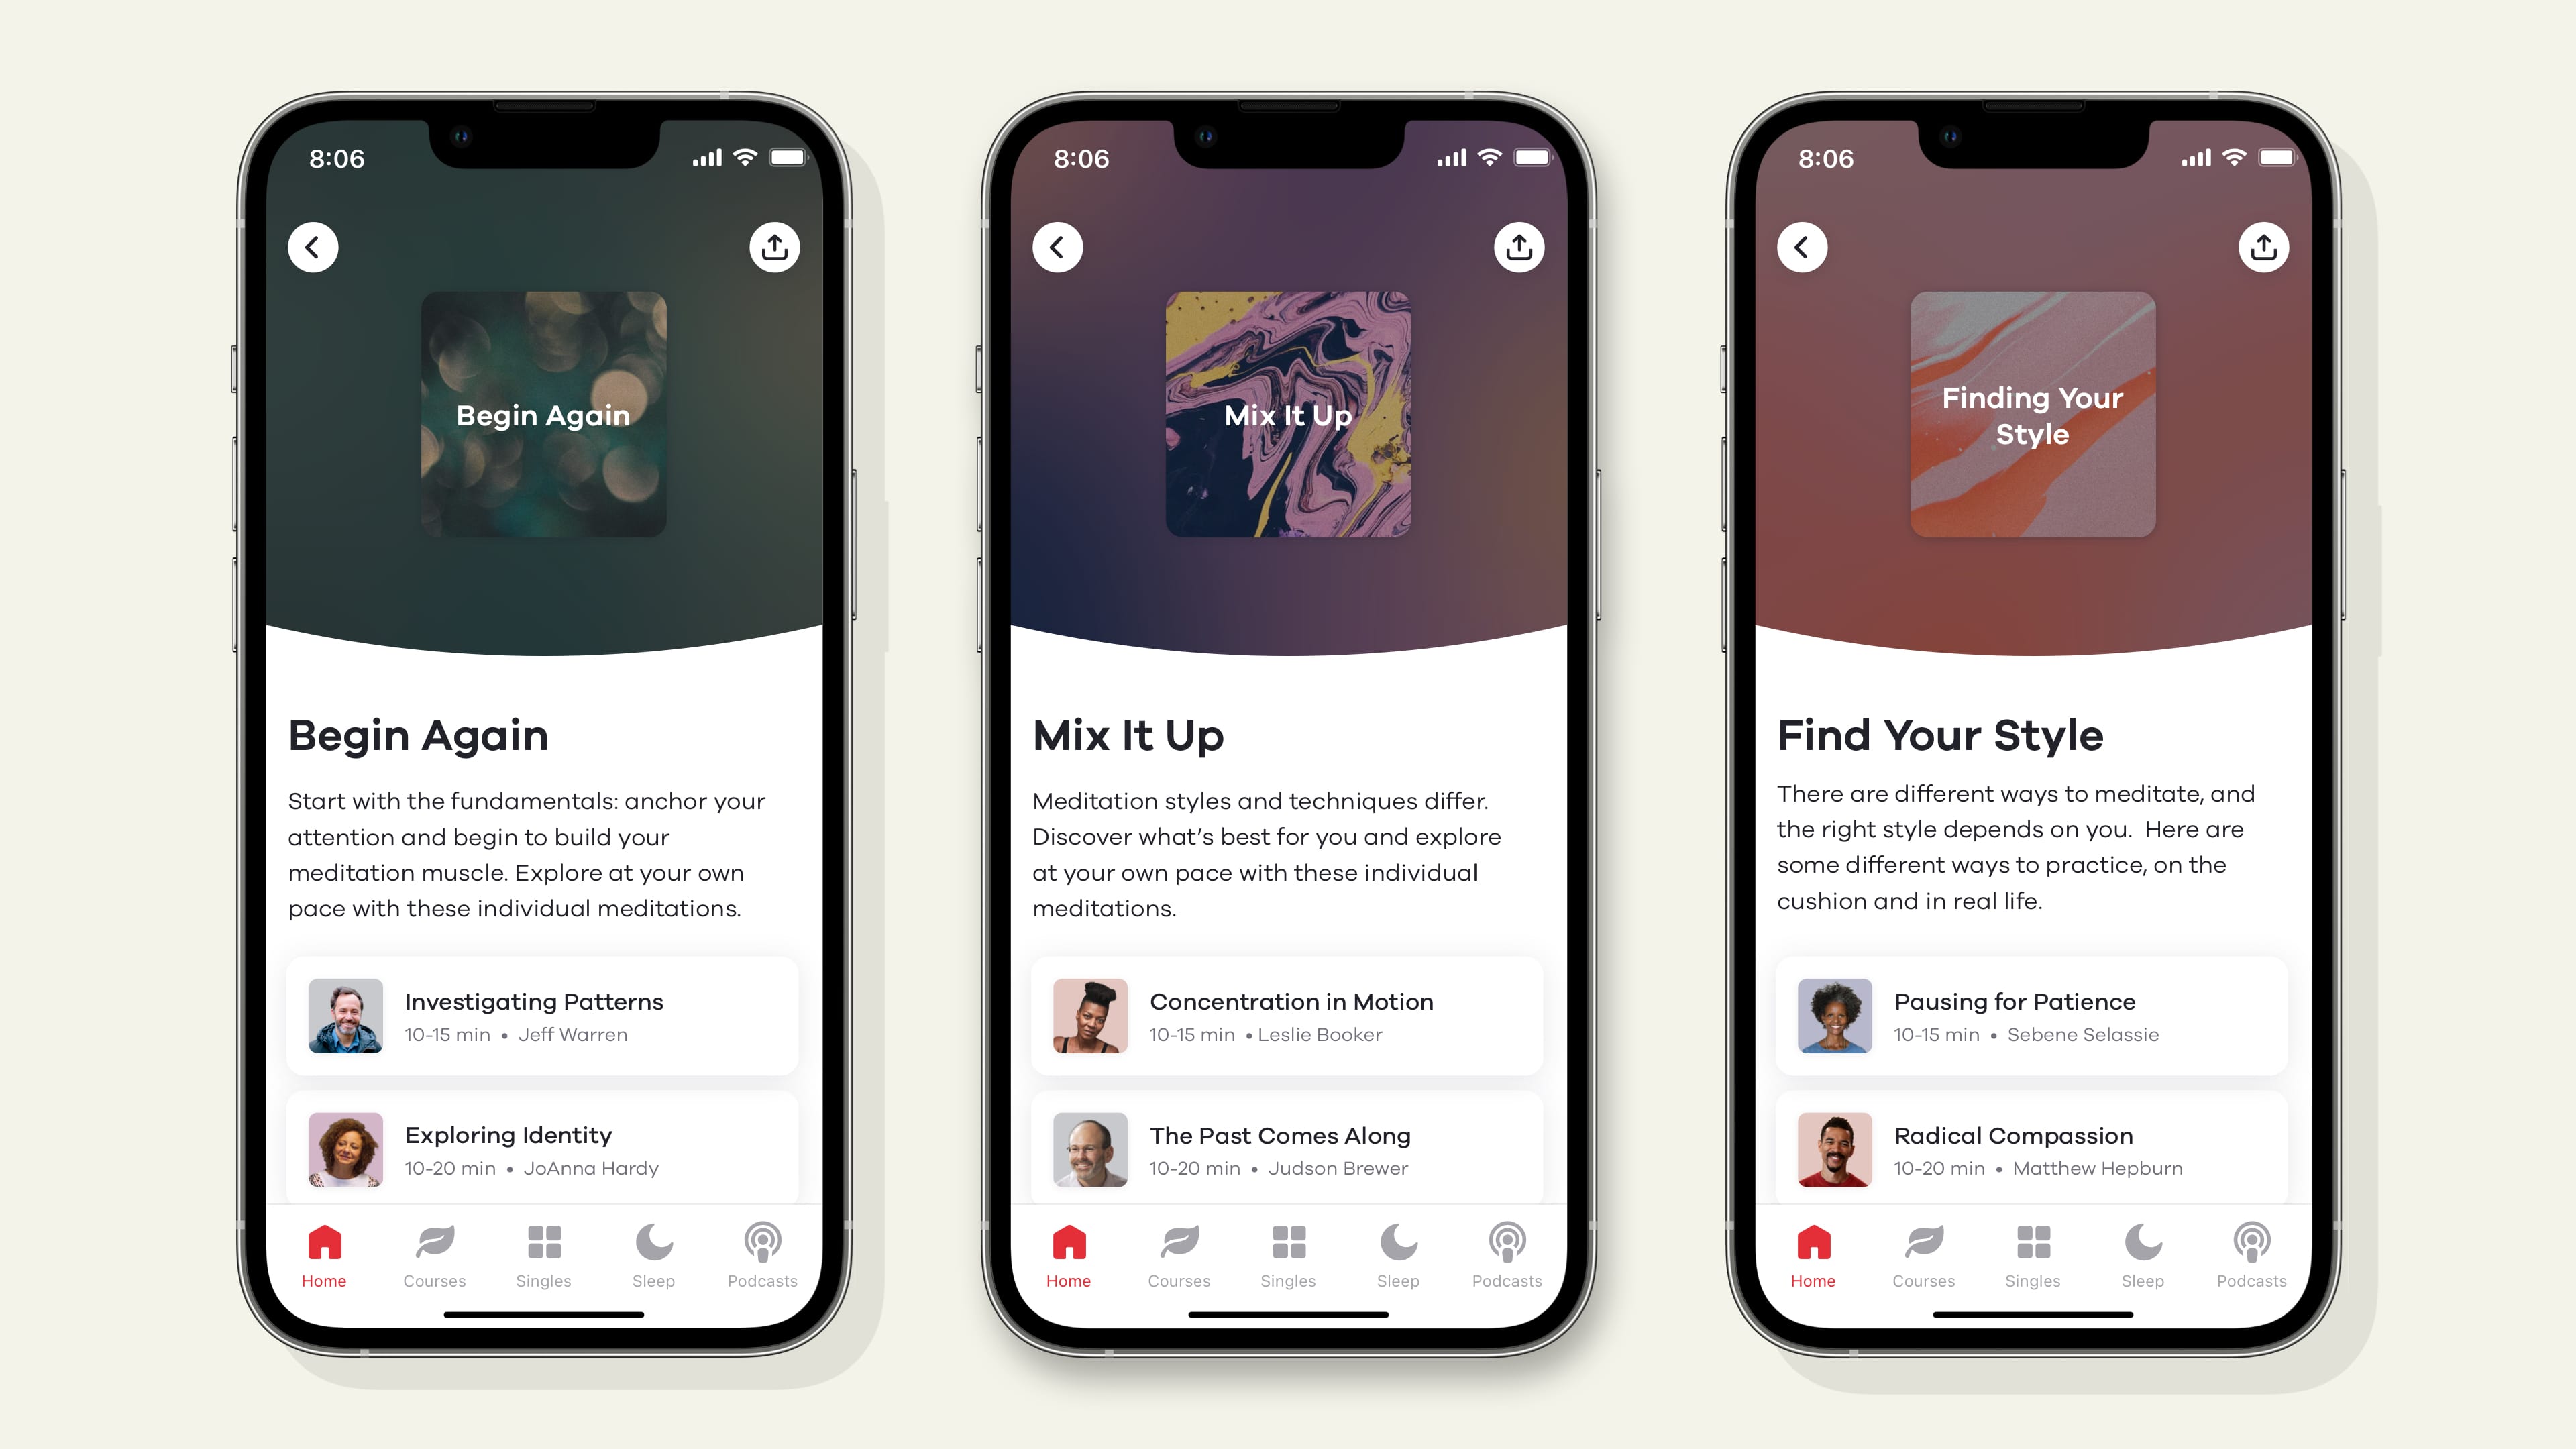 8:06
Begin Again
Begin Again
Start with the fundamentals: anchor your
attention and begin to build your
meditation muscle. Explore at your own
pace with these individual meditations.
Investigating Patterns
10-15 min • Jeff Warren
Exploring Identity
10-20 min • JoAnna Hardy
Home Courses Singles Sleep Podcasts
8:06
Mix It Up
Mix It Up
Meditation styles and techniques differ.
Discover what’s best for you and explore
at your own pace with these individual
meditations.
Concentration in Motion
10-15 min • Leslie Booker
The Past Comes Along
10-20 min • Judson Brewer
Home Courses Singles Sleep Podcasts
8:06
Finding Your
Style
Find Your Style
There are different ways to meditate, and
the right style depends on you.  Here are
some different ways to practice, on the
cushion and in real life.
Pausing for Patience
10-15 min • Sebene Selassie
Radical Compassion
10-20 min • Matthew Hepburn
Home Courses Singles Sleep Podcasts